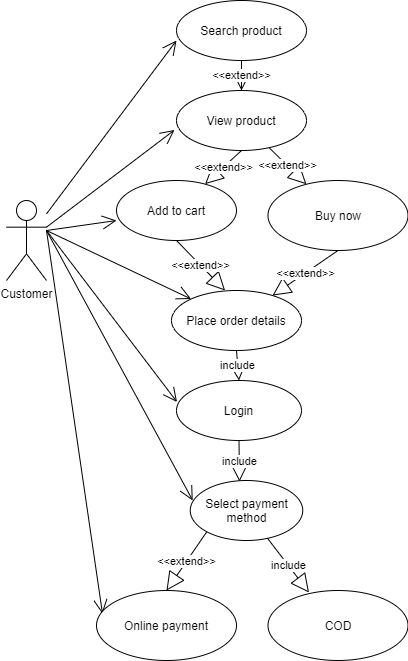 Search product
<<extend>>
View product
<<extend>>
<<extend>>
Add to cart
Buy now
Customer
<<extend>>
<<extend>>
Place order details
include
Login
include
Select payment
method
<<extend>>
include
Online payment
COD